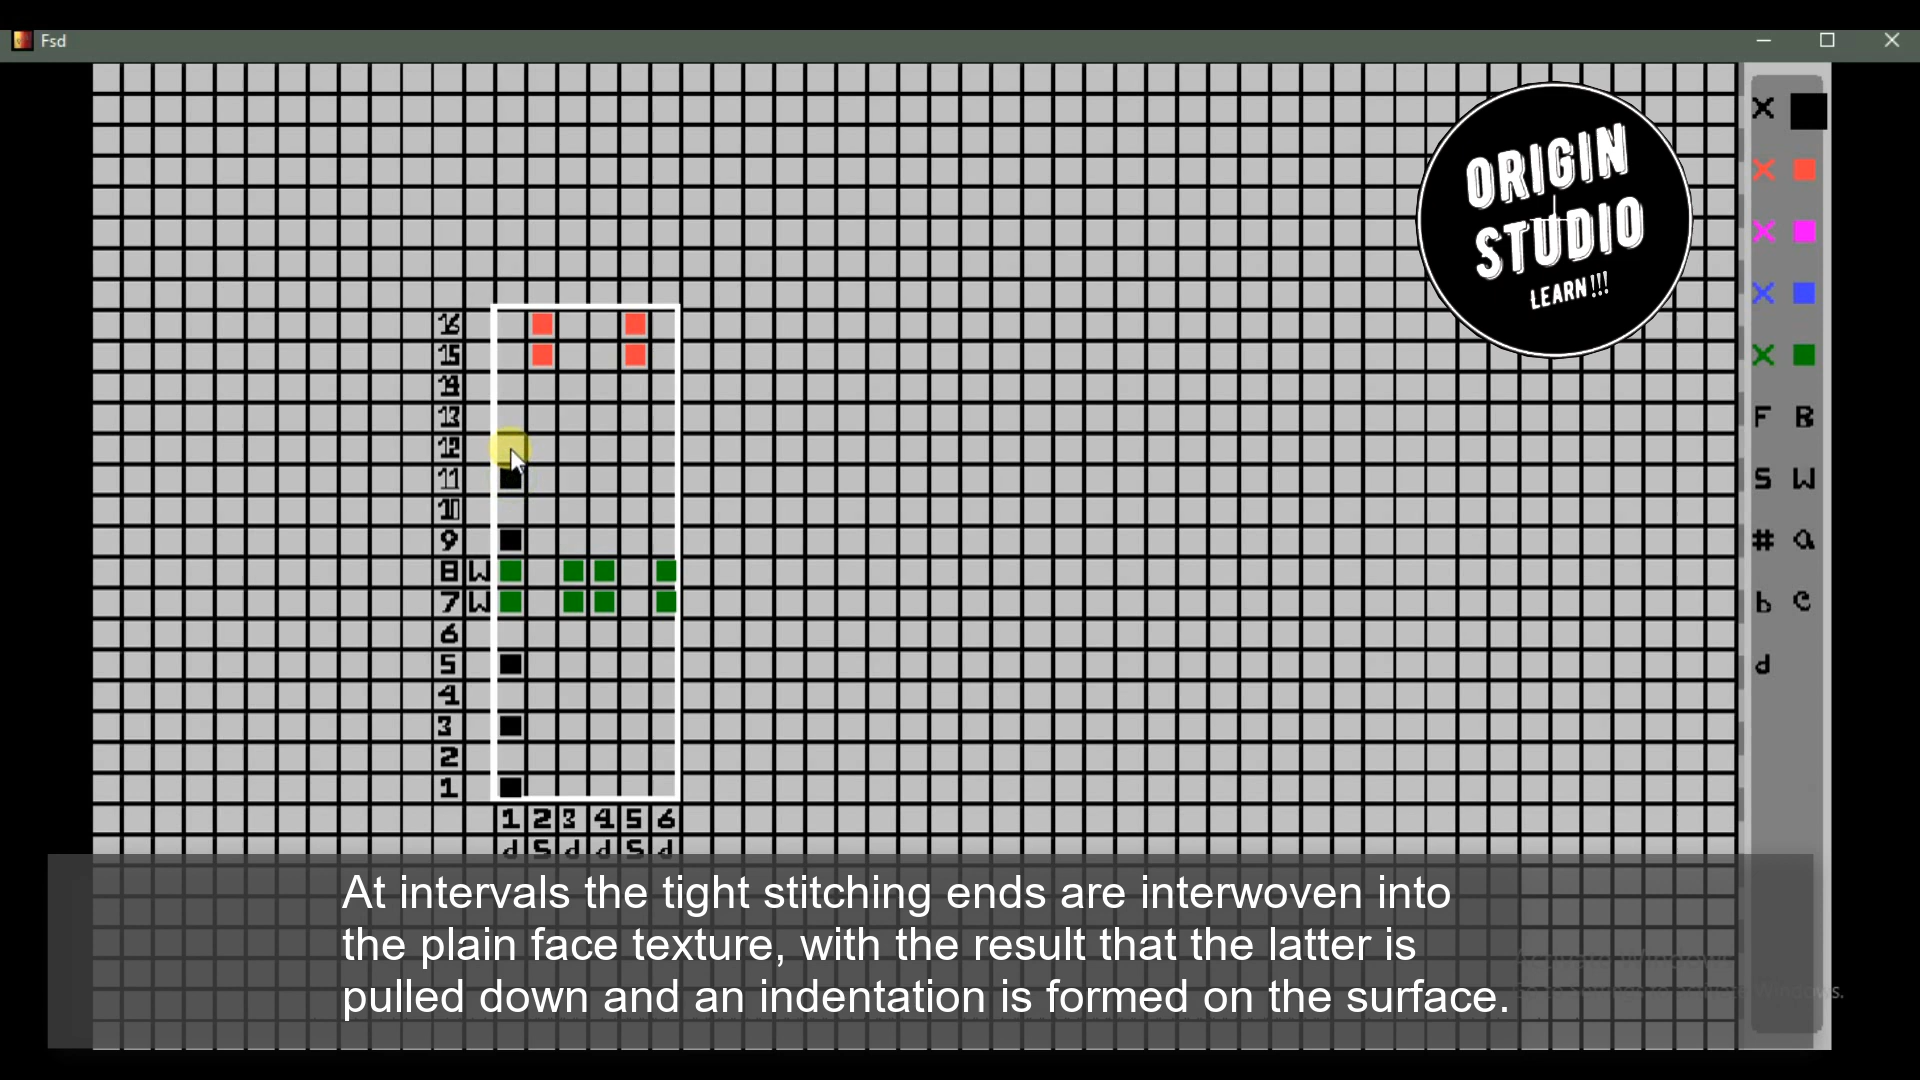 Fsd
ORIGIN
STUDIO
LEARN!!!
16
15
14
13
12
11
10
9
8 W
7 W
6
5
4
3
2
1
1 2 3 4 5 6
d S d d S d
F B
S W
# a
b c
d
At intervals the tight stitching ends are interwoven into
the plain face texture, with the result that the latter is
pulled down and an indentation is formed on the surface.